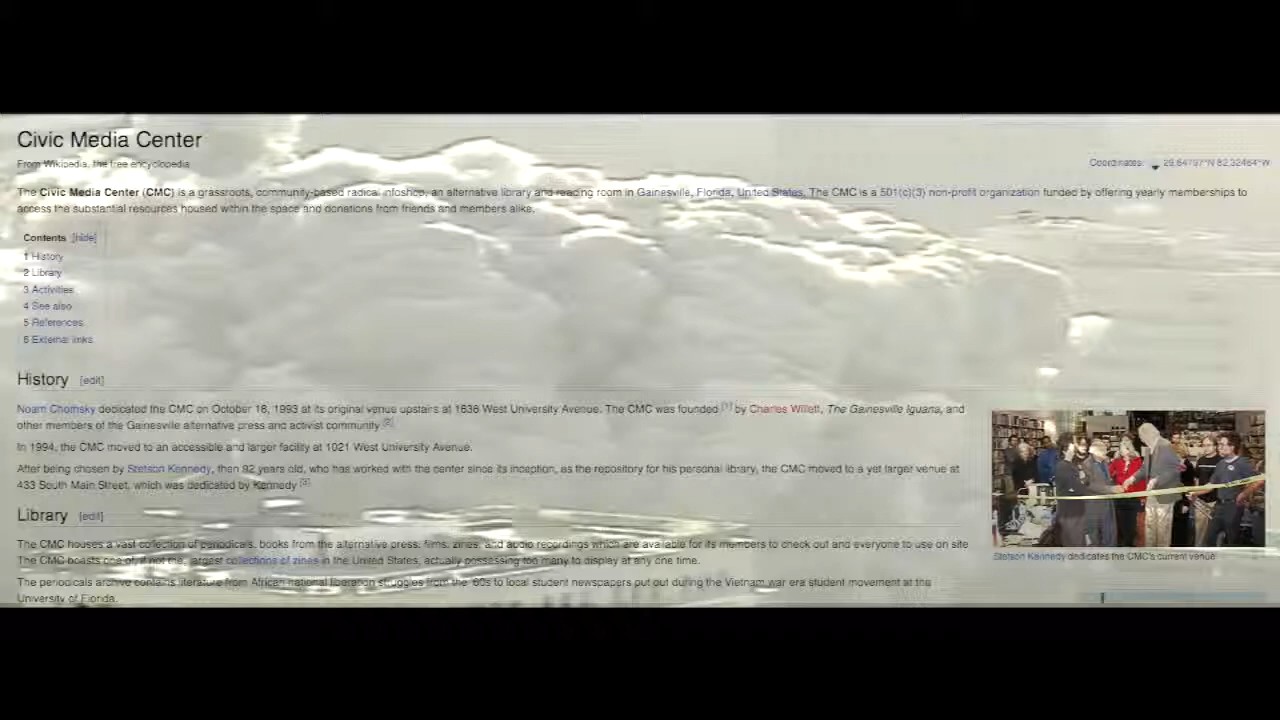 Civic Media Center
From Wikipedia, the free encyclopedia
Coordinates: 29.64797°N 82.32464°W
The Civic Media Center (CMC) is a grassroots, community-based radical infoshop, an alternative library and reading room in Gainesville, Florida, United States. The CMC is a 501(c)(3) non-profit organization funded by offering yearly memberships to
access the substantial resources housed within the space and donations from friends and members alike.
Contents [hide]
1 History
2 Library
3 Activities
4 See also
5 References
6 External links
History [edit]
Noam Chomsky dedicated the CMC on October 18, 1993 at its original venue upstairs at 1636 West University Avenue. The CMC was founded [1] by Charles Willett, The Gainesville Iguana, and
other members of the Gainesville alternative press and activist community.[2]
In 1994, the CMC moved to an accessible and larger facility at 1021 West University Avenue.
After being chosen by Stetson Kennedy, then 92 years old, who has worked with the center since its inception, as the repository for his personal library, the CMC moved to a yet larger venue at
433 South Main Street, which was dedicated by Kennedy [3].
Stetson Kennedy dedicates the CMC's current venue
Library [edit]
The CMC houses a vast collection of periodicals, books from the alternative press, films, zines, and audio recordings which are available for its members to check out and everyone to use on site
The CMC boasts one of, if not the, largest collections of zines in the United States, actually possessing too many to display at any one time.
The periodicals archive contains literature from African national liberation struggles from the '60s to local student newspapers put out during the Vietnam war era student movement at the
University of Florida.